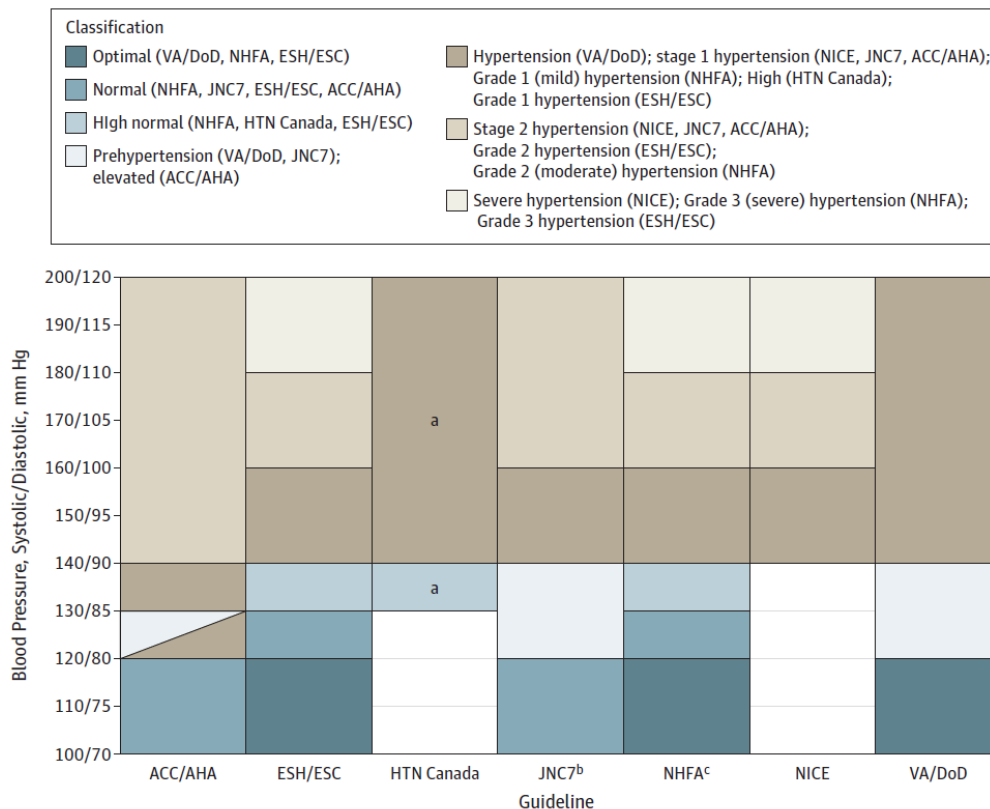 Classification
Optimal (VA/DoD, NHFA, ESH/ESC)
Normal (NHFA, JNC7, ESH/ESC, ACC/AHA)
HIgh normal (NHFA, HTN Canada, ESH/ESC)
Prehypertension (VA/DoD, JNC7);
elevated (ACC/AHA)
Hypertension (VA/DoD); stage 1 hypertension (NICE, JNC7, ACC/AHA);
Grade 1 (mild) hypertension (NHFA); High (HTN Canada);
Grade 1 hypertension (ESH/ESC)
Stage 2 hypertension (NICE, JNC7, ACC/AHA);
Grade 2 hypertension (ESH/ESC);
Grade 2 (moderate) hypertension (NHFA)
Severe hypertension (NICE); Grade 3 (severe) hypertension (NHFA);
Grade 3 hypertension (ESH/ESC)
Blood Pressure, Systolic/Diastolic, mm Hg
200/120
190/115
180/110
170/105
a
160/100
150/95
140/90
a
130/85
120/80
110/75
100/70
ACC/AHA ESH/ESC HTN Canada JNC7ᵇ NHFAᶜ NICE VA/DoD
Guideline